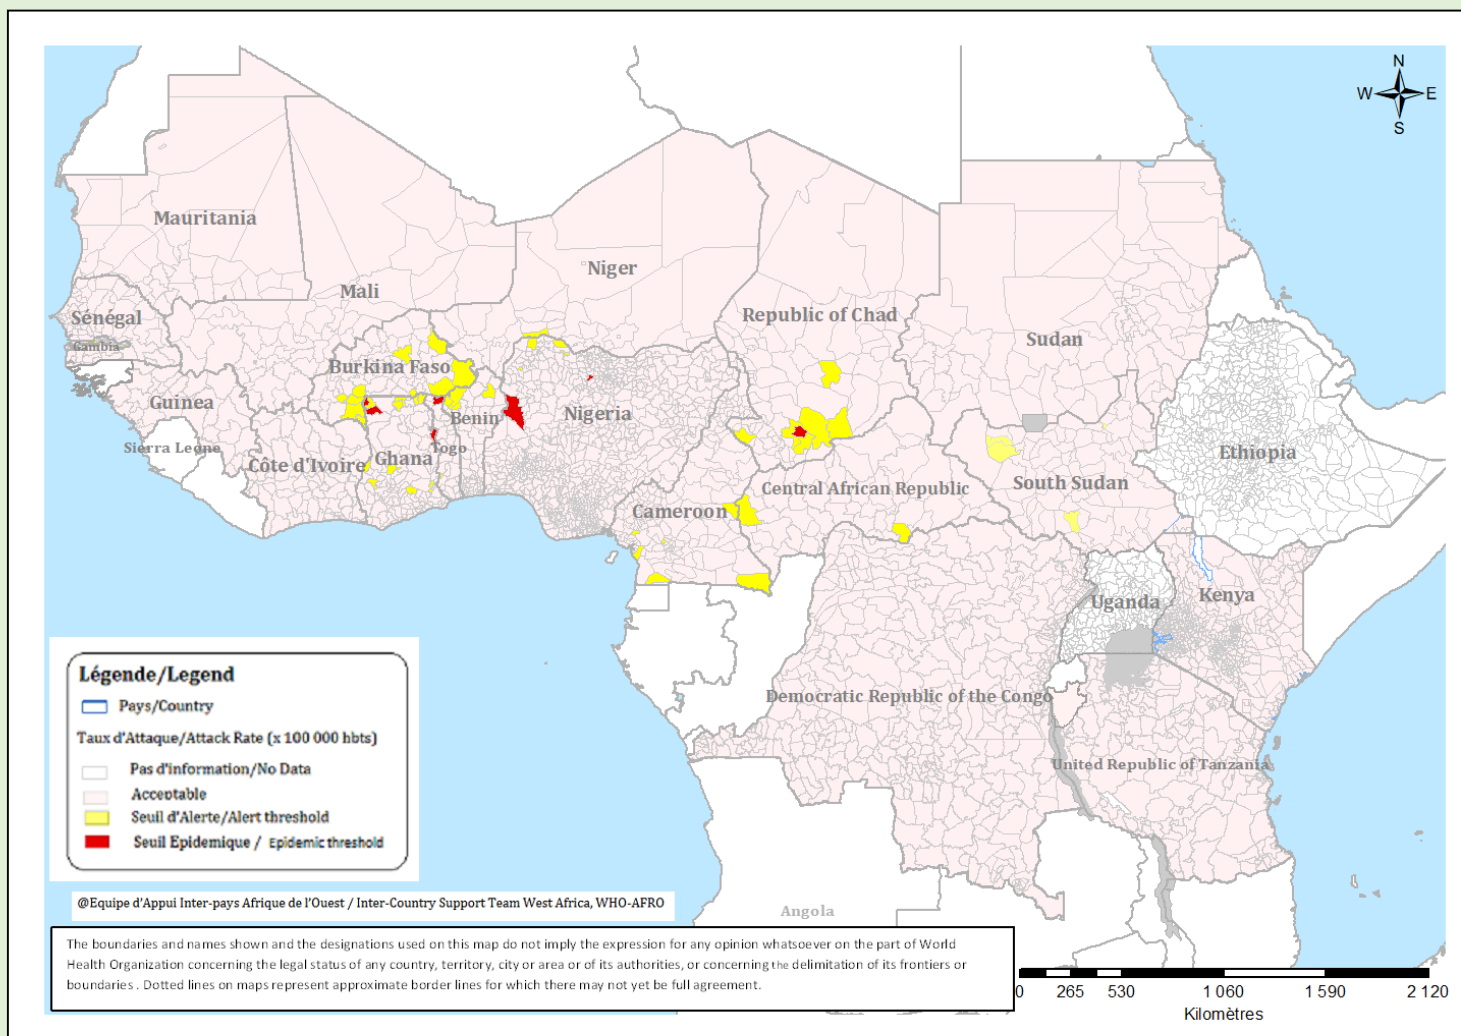 N
W E
S
Mauritania
Niger
Mali
Sénégal
Gambia
Republic of Chad
Sudan
Burkina Faso
Guinea
Benin
Nigeria
Sierra Leone
Togo
Côte d'Ivoire
Ghana
Ethiopia
Central African Republic
South Sudan
Cameroon
Uganda
Kenya
Democratic Republic of the Congo
United Republic of Tanzania
Angola
Légende/Legend
Pays/Country
Taux d'Attaque/Attack Rate (x 100 000 hbts)
Pas d'information/No Data
Acceptable
Seuil d'Alerte/Alert threshold
Seuil Epidemique / Epidemic threshold
@Equipe d'Appui Inter-pays Afrique de l'Ouest / Inter-Country Support Team West Africa, WHO-AFRO
The boundaries and names shown and the designations used on this map do not imply the expression for any opinion whatsoever on the part of World
Health Organization concerning the legal status of any country, territory, city or area or of its authorities, or concerning the delimitation of its frontiers or
boundaries . Dotted lines on maps represent approximate border lines for which there may not yet be full agreement.
0 265 530 1 060 1 590 2 120
Kilomètres